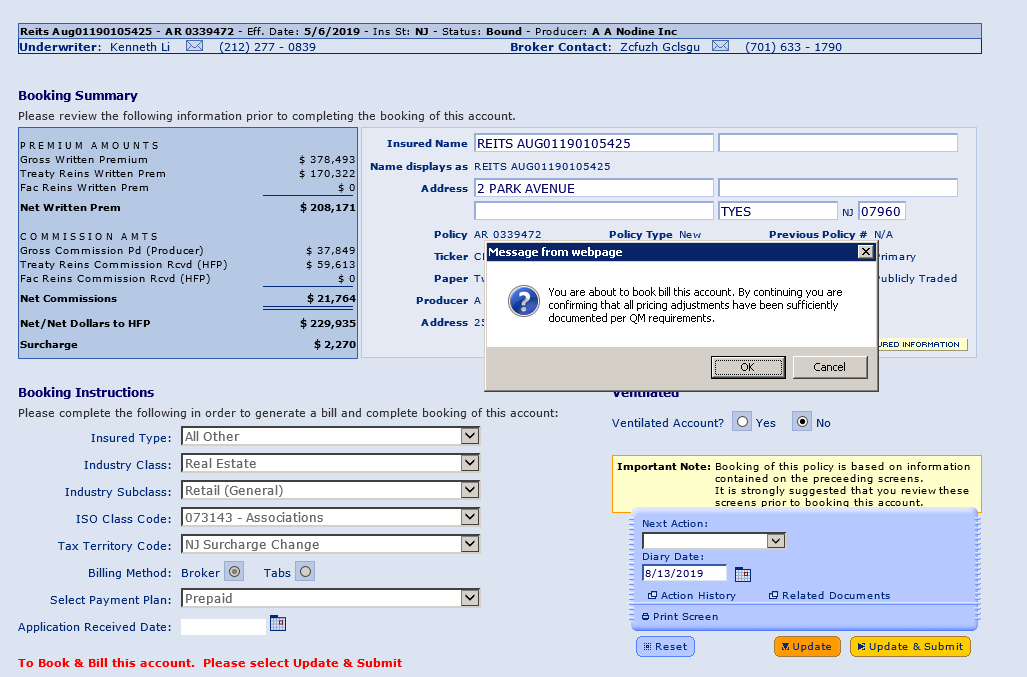 Reits Aug01190105425 - AR 0339472 - Eff. Date: 5/6/2019 - Ins St: NJ - Status: Bound - Producer: A A Nodine Inc
Underwriter: Kenneth Li (212) 277 - 0839 Broker Contact: Zcfuzh Gclsgu (701) 633 - 1790
Booking Summary
Please review the following information prior to completing the booking of this account.
PREMIUM AMOUNTS
Gross Written Premium $ 378,493
Treaty Reins Written Prem $ 170,322
Fac Reins Written Prem $ 0
Net Written Prem $ 208,171
COMMISSION AMTS
Gross Commission Pd (Producer) $ 37,849
Treaty Reins Commission Rcvd (HFP) $ 59,613
Fac Reins Commission Rcvd (HFP) $ 0
Net Commissions $ 21,764
Net/Net Dollars to HFP $ 229,935
Surcharge $ 2,270
Insured Name REITS AUG01190105425
Name displays as REITS AUG01190105425
Address 2 PARK AVENUE
TYES NJ 07960
Policy AR 0339472 Policy Type New Previous Policy # N/A
Ticker
Paper Publicly Traded
Producer A
Address
Message from webpage
You are about to book bill this account. By continuing you are
confirming that all pricing adjustments have been sufficiently
documented per QM requirements.
OK Cancel
INFORMATION
Booking Instructions
Please complete the following in order to generate a bill and complete booking of this account:
Insured Type: All Other
Industry Class: Real Estate
Industry Subclass: Retail (General)
ISO Class Code: 073143 - Associations
Tax Territory Code: NJ Surcharge Change
Billing Method: Broker Tabs
Select Payment Plan: Prepaid
Application Received Date:
To Book & Bill this account. Please select Update & Submit
Ventilated
Ventilated Account? Yes No
Important Note: Booking of this policy is based on information
contained on the preceeding screens.
It is strongly suggested that you review these
screens prior to booking this account.
Next Action:
Diary Date:
8/13/2019
Action History Related Documents
Print Screen
Reset Update Update & Submit